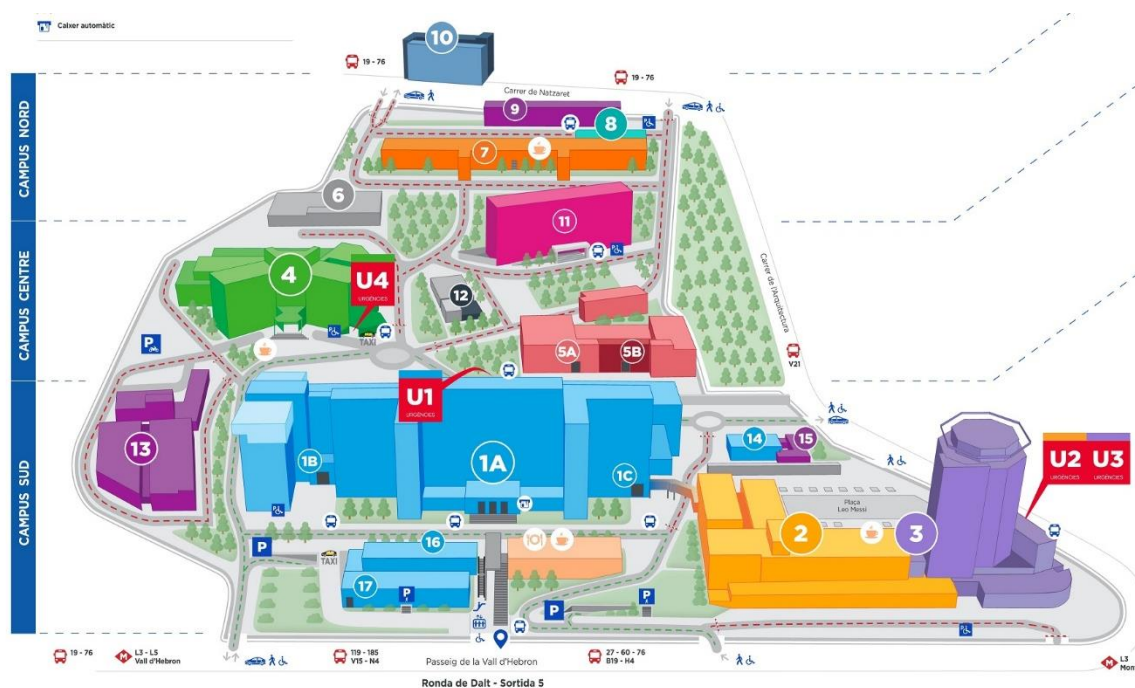 Caixer automàtic
10
19 - 76
19 - 76
Carrer de Natzaret
9
8
7
6
11
CAMPUS NORD
CAMPUS CENTRE
CAMPUS SUD
4
U4
URGÈNCIES
TAXI
12
5A
5B
Carrer de l'Arquitectura
V21
P
U1
URGÈNCIES
13
1B
1A
1C
14
15
U2
URGÈNCIES
U3
URGÈNCIES
Plaça
Leo Messi
2
3
16
P
TAXI
17
P
P
P
19 - 76
L3 - L5
Vall d'Hebron
119 - 185
V15 - N4
Passeig de la Vall d'Hebron
27 - 60 - 76
B19 - H4
L3
Mont
Ronda de Dalt - Sortida 5